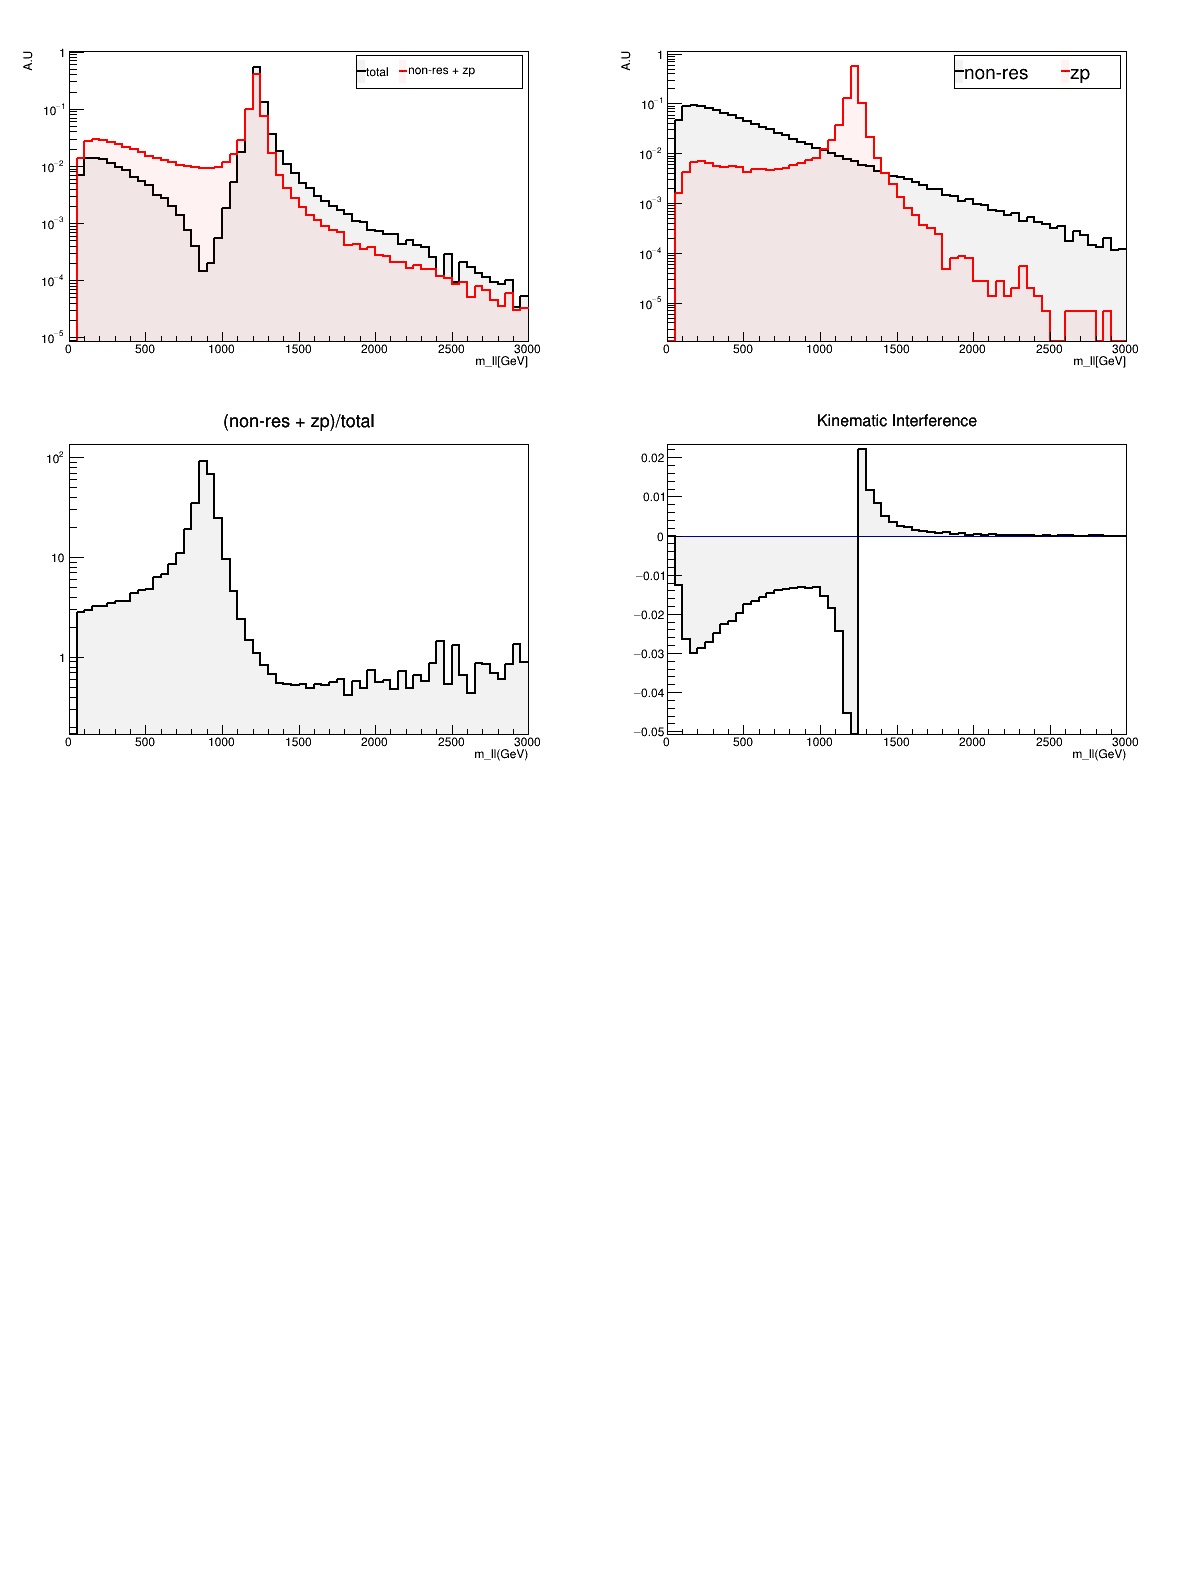 A.U
1
10⁻¹
10⁻²
10⁻³
10⁻⁴
10⁻⁵
total non-res + zp
0 500 1000 1500 2000 2500 3000
m_ll[GeV]
A.U
1
10⁻¹
10⁻²
10⁻³
10⁻⁴
10⁻⁵
non-res zp
0 500 1000 1500 2000 2500 3000
m_ll[GeV]
(non-res + zp)/total
10²
10
1
0 500 1000 1500 2000 2500 3000
m_ll(GeV)
Kinematic Interference
0.02
0.01
0
−0.01
−0.02
−0.03
−0.04
−0.05
0 500 1000 1500 2000 2500 3000
m_ll(GeV)